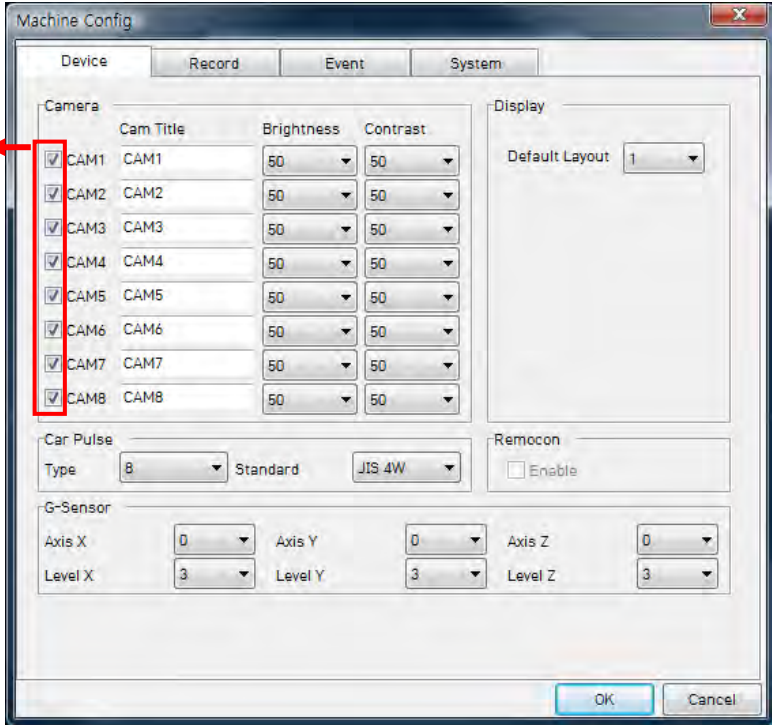 Machine Config
Device Record Event System
Camera Display
Cam Title Brightness Contrast
CAM1 CAM1 50 50 Default Layout 1
CAM2 CAM2 50 50
CAM3 CAM3 50 50
CAM4 CAM4 50 50
CAM5 CAM5 50 50
CAM6 CAM6 50 50
CAM7 CAM7 50 50
CAM8 CAM8 50 50
Car Pulse Remocon
Type 8 Standard JIS 4W Enable
G-Sensor
Axis X 0 Axis Y 0 Axis Z 0
Level X 3 Level Y 3 Level Z 3
OK Cancel